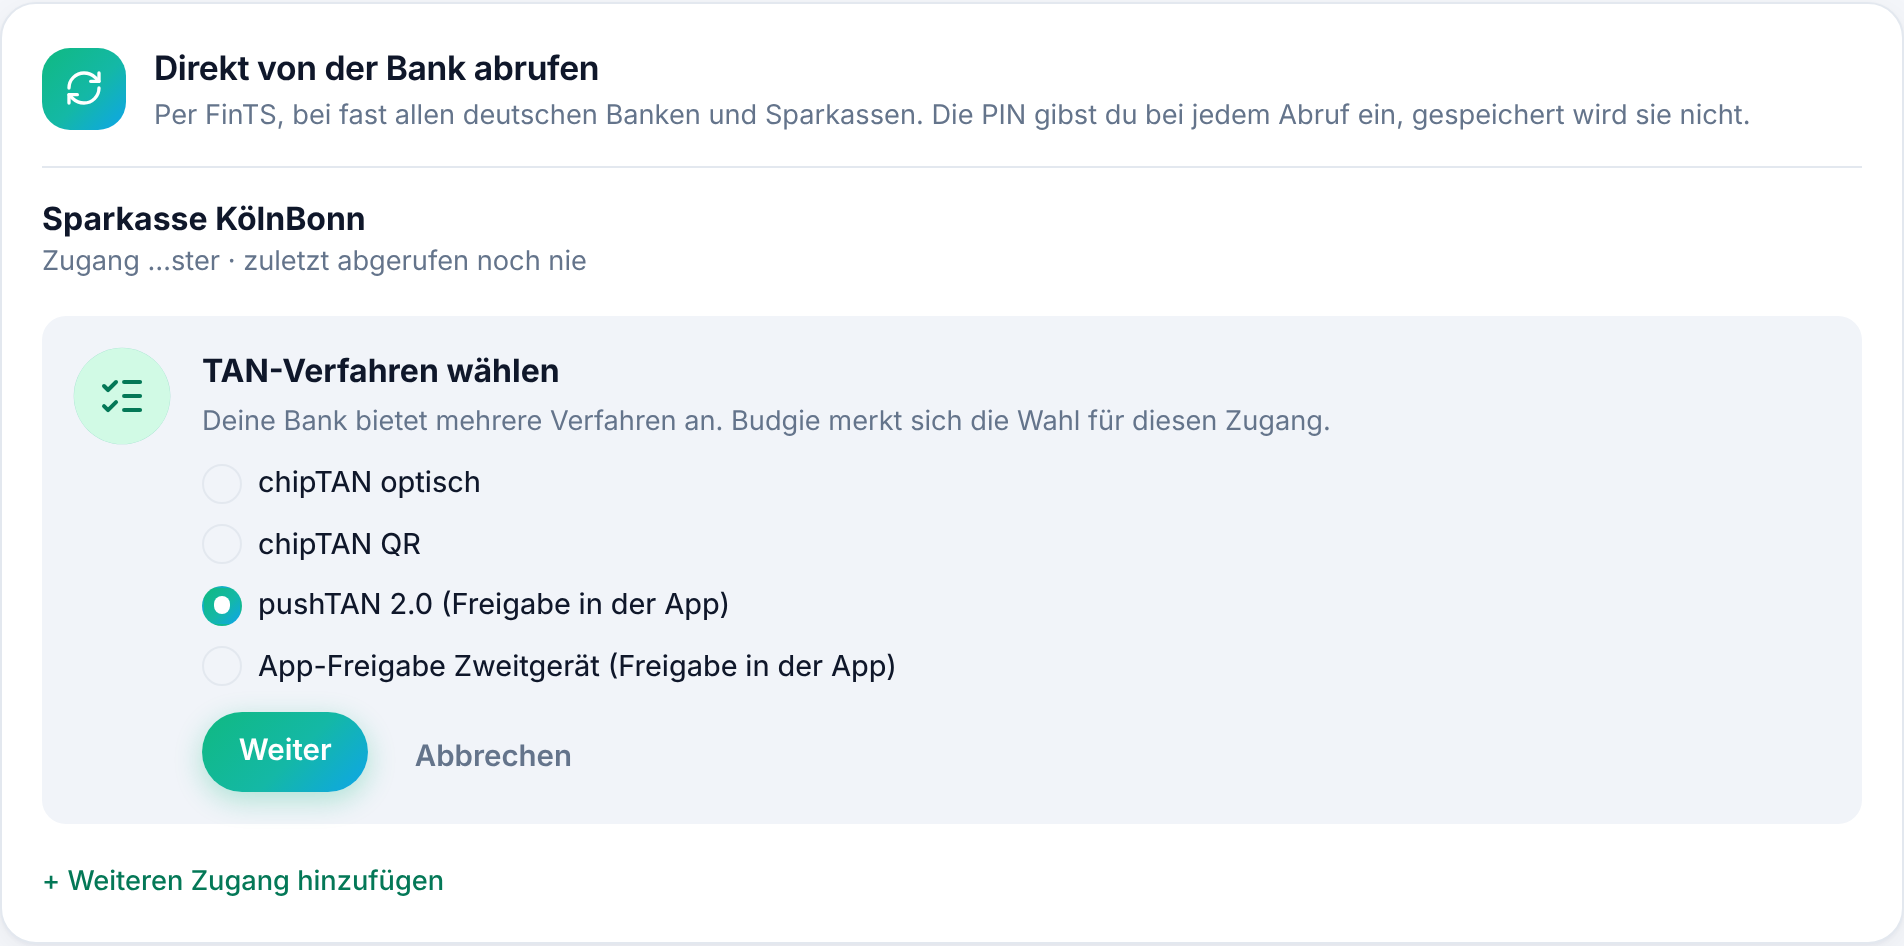 Direkt von der Bank abrufen
Per FinTS, bei fast allen deutschen Banken und Sparkassen. Die PIN gibst du bei jedem Abruf ein, gespeichert wird sie nicht.
Sparkasse KölnBonn
Zugang …ster · zuletzt abgerufen noch nie
TAN-Verfahren wählen
Deine Bank bietet mehrere Verfahren an. Budgie merkt sich die Wahl für diesen Zugang.
chipTAN optisch
chipTAN QR
pushTAN 2.0 (Freigabe in der App)
App-Freigabe Zweitgerät (Freigabe in der App)
Weiter Abbrechen
+ Weiteren Zugang hinzufügen